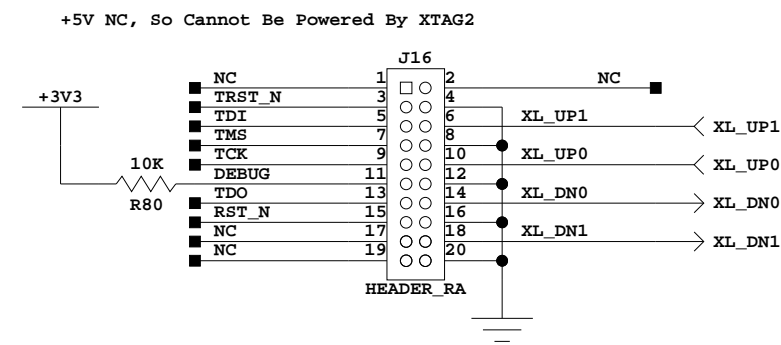 +5V NC, So Cannot Be Powered By XTAG2
J16
NC 1 2 NC
+3V3 TRST_N 3 4
TDI 5 6 XL_UP1 XL_UP1
TMS 7 8
TCK 9 10 XL_UP0 XL_UP0
10K DEBUG 11 12
R80 TDO 13 14 XL_DN0 XL_DN0
RST_N 15 16
NC 17 18 XL_DN1 XL_DN1
NC 19 20
HEADER_RA